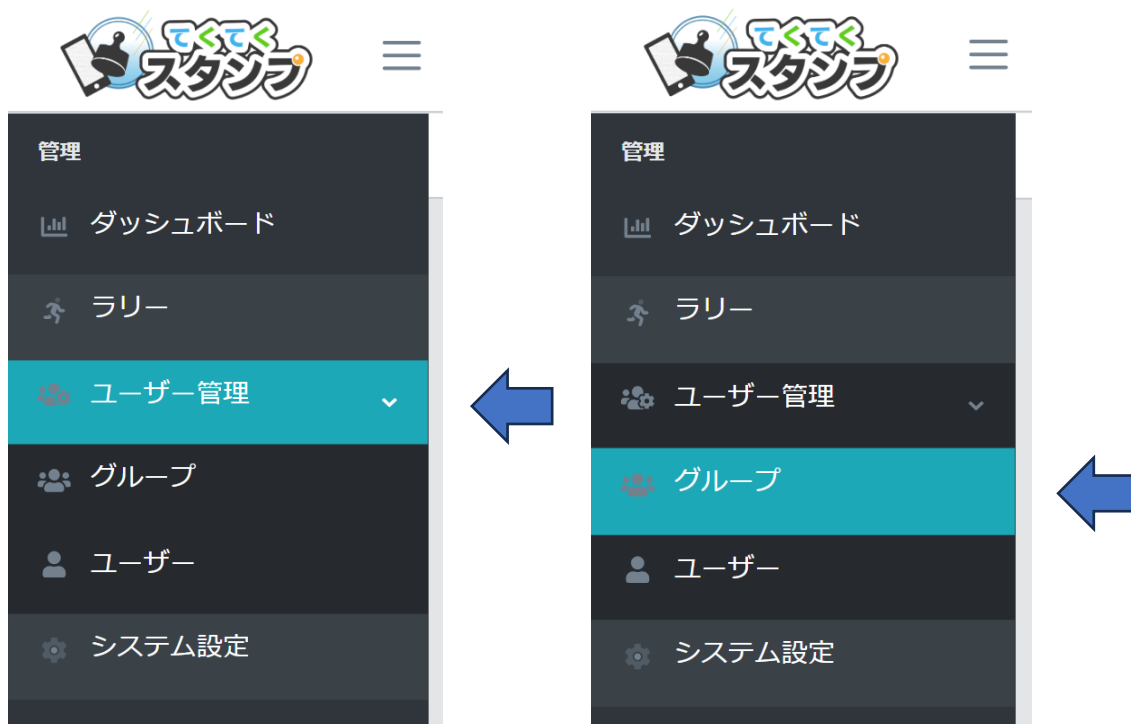 てくてく
スタンプ
管理
ダッシュボード
ラリー
ユーザー管理
グループ
ユーザー
システム設定
てくてく
スタンプ
管理
ダッシュボード
ラリー
ユーザー管理
グループ
ユーザー
システム設定